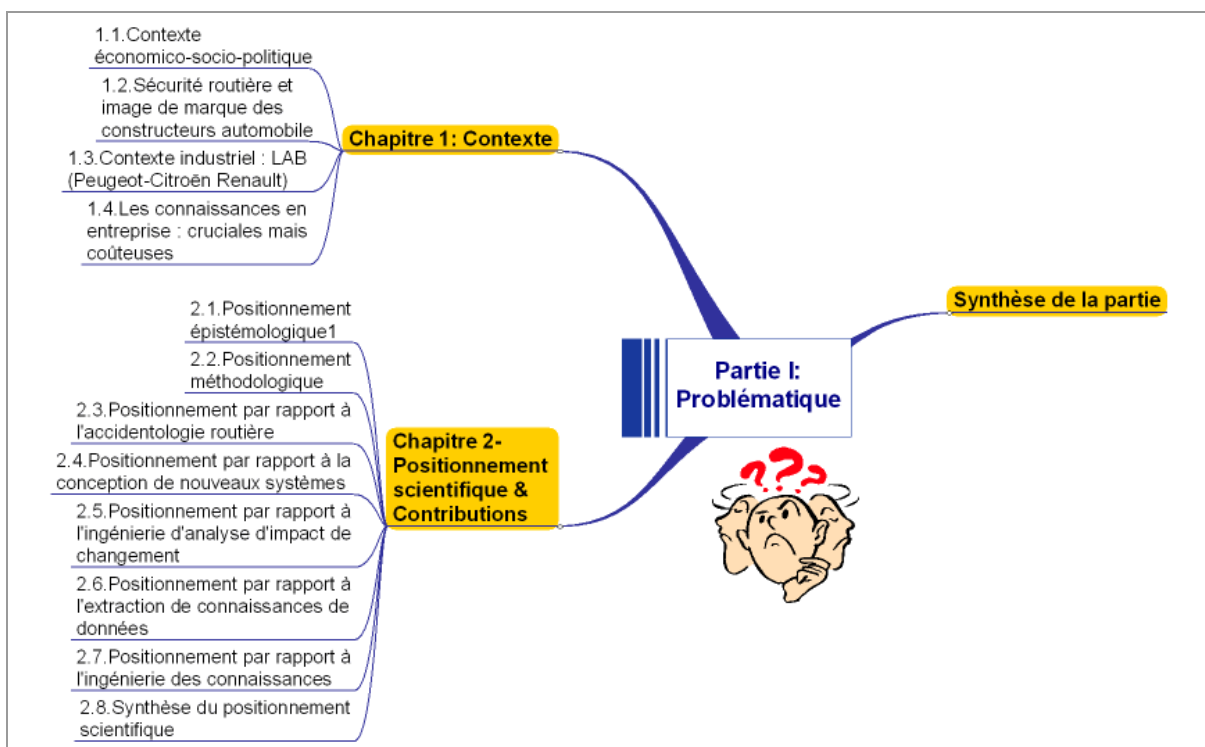 1.1.Contexte
économico-socio-politique
1.2.Sécurité routière et
image de marque des
constructeurs automobile
1.3.Contexte industriel : LAB
(Peugeot-Citroën Renault)
1.4.Les connaissances en
entreprise : cruciales mais
coûteuses
Chapitre 1: Contexte
2.1.Positionnement
épistémologique1
2.2.Positionnement
méthodologique
2.3.Positionnement par rapport à
l'accidentologie routière
2.4.Positionnement par rapport à la
conception de nouveaux systèmes
2.5.Positionnement par rapport à
l'ingénierie d'analyse d'impact de
changement
2.6.Positionnement par rapport à
l'extraction de connaissances de
données
2.7.Positionnement par rapport à
l'ingénierie des connaissances
2.8.Synthèse du positionnement
scientifique
Chapitre 2-
Positionnement
scientifique &
Contributions
Partie I:
Problématique
???
Synthèse de la partie